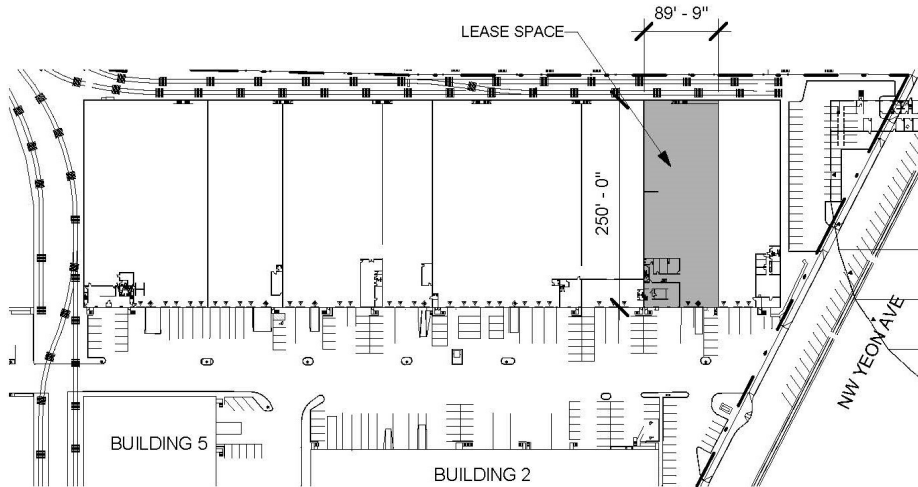 89' - 9"
LEASE SPACE
250' - 0"
NW YEON AVE
BUILDING 5
BUILDING 2